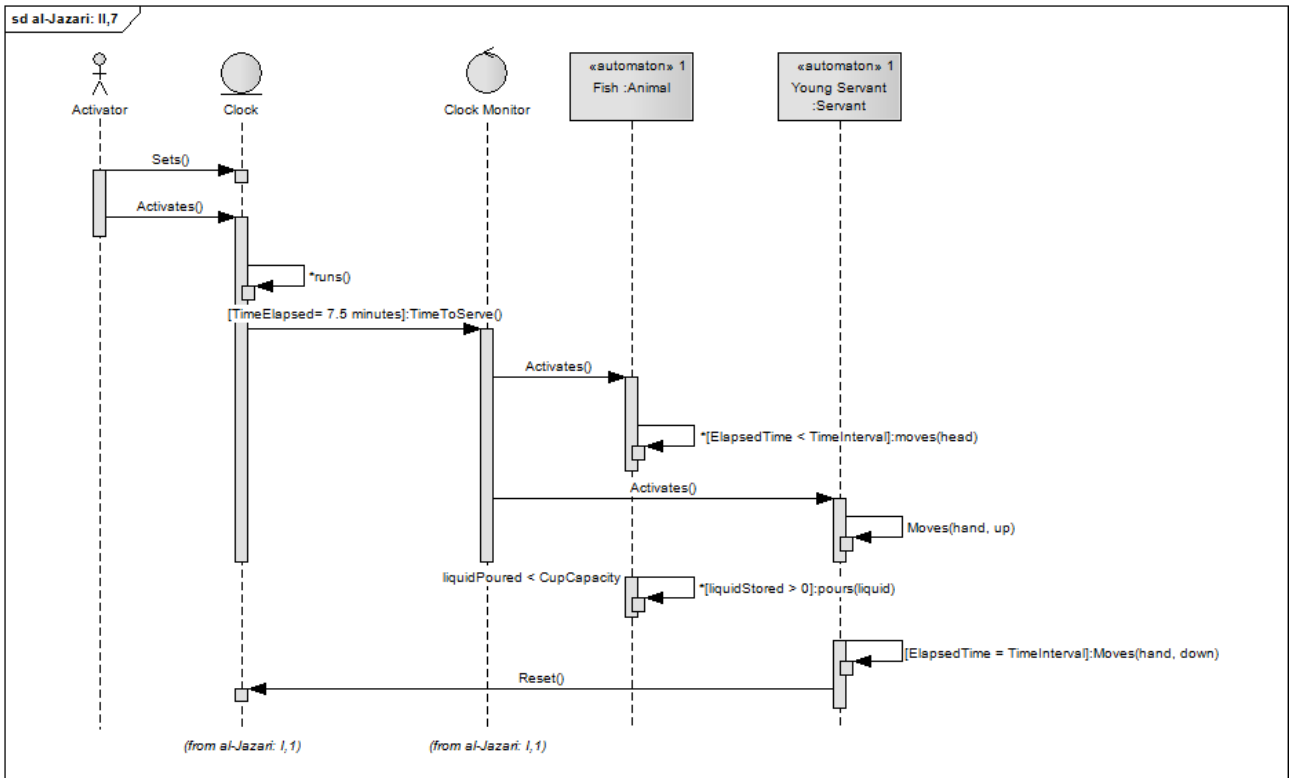 sd al-Jazari: II,7
«automaton» 1
Fish :Animal
«automaton» 1
Young Servant
:Servant
Activator
Clock
Clock Monitor
Sets()
Activates()
*runs()
[TimeElapsed= 7.5 minutes]:TimeToServe()
Activates()
*[ElapsedTime < TimeInterval]:moves(head)
Activates()
Moves(hand, up)
liquidPoured < CupCapacity
*[liquidStored > 0]:pours(liquid)
[ElapsedTime = TimeInterval]:Moves(hand, down)
Reset()
(from al-Jazari: I,1)
(from al-Jazari: I,1)